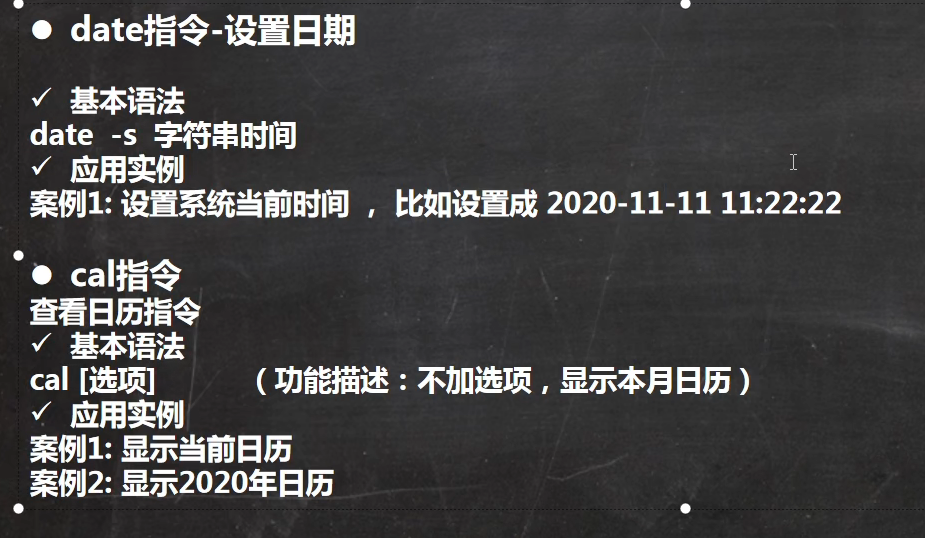 ● date指令-设置日期
✓ 基本语法
date -s 字符串时间
✓ 应用实例
案例1: 设置系统当前时间 ， 比如设置成 2020-11-11 11:22:22
● cal指令
查看日历指令
✓ 基本语法
cal [选项] （功能描述：不加选项，显示本月日历）
✓ 应用实例
案例1: 显示当前日历
案例2: 显示2020年日历